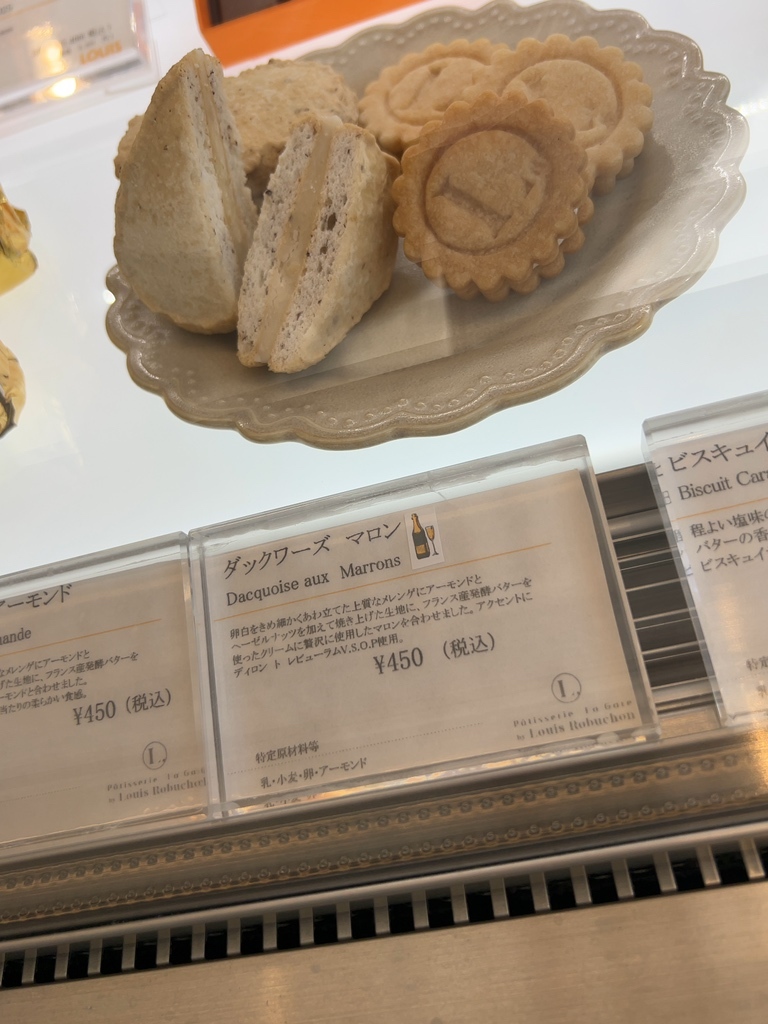 LOUIS
アーモンド
なメレンゲにアーモンドと
げた生地に、フランス産発酵バターを
ーモンドと合わせました。
当たりの柔らかい食感。
¥450（税込）
Pâtisserie La Gare
by Louis Robuchon
ダックワーズ マロン
Dacquoise aux Marrons
卵白をきめ細かくあわ立てた上質なメレンゲにアーモンドと
ヘーゼルナッツを加えて焼き上げた生地に、フランス産発酵バターを
使ったクリームに贅沢に使用したマロンを合わせました。アクセントに
ディロン トレ ビューラムV.S.O.P使用。
¥450（税込）
L
Pâtisserie La Gare
by Louis Robuchon
特定原材料等
乳・小麦・卵・アーモンド
ビスキュイ
Biscuit Car
程よい塩味の
バターの香
ビスキュイ
特定